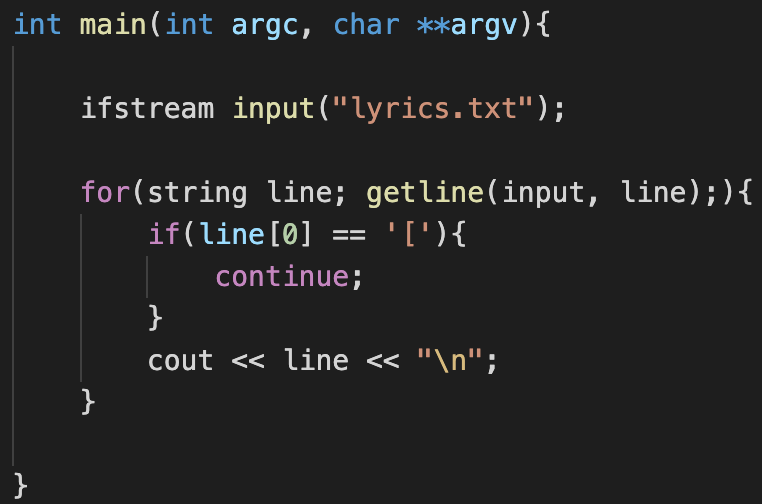 int main(int argc, char **argv){
ifstream input("lyrics.txt");
for(string line; getline(input, line);){
if(line[0] == '['){
continue;
}
cout << line << "\n";
}
}